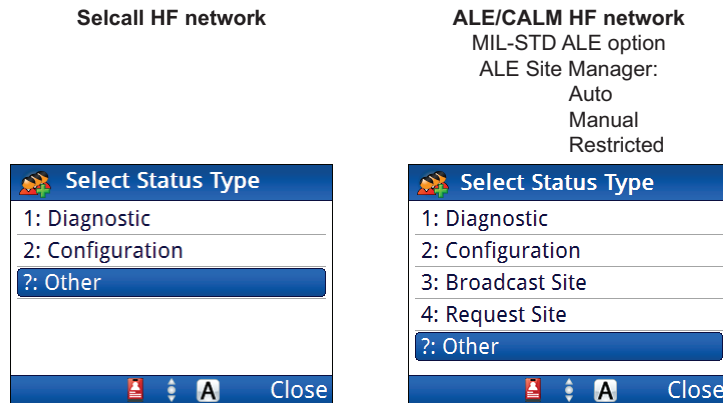 Selcall HF network
ALE/CALM HF network
MIL-STD ALE option
ALE Site Manager:
Auto
Manual
Restricted
Select Status Type
1: Diagnostic
2: Configuration
?: Other
A Close
Select Status Type
1: Diagnostic
2: Configuration
3: Broadcast Site
4: Request Site
?: Other
A Close